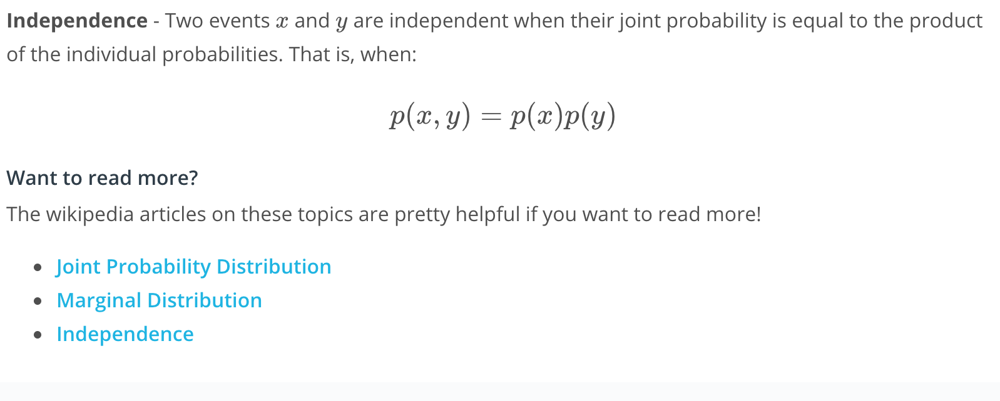 Independence - Two events x and y are independent when their joint probability is equal to the product
of the individual probabilities. That is, when:
p(x, y) = p(x)p(y)
Want to read more?
The wikipedia articles on these topics are pretty helpful if you want to read more!
• Joint Probability Distribution
• Marginal Distribution
• Independence